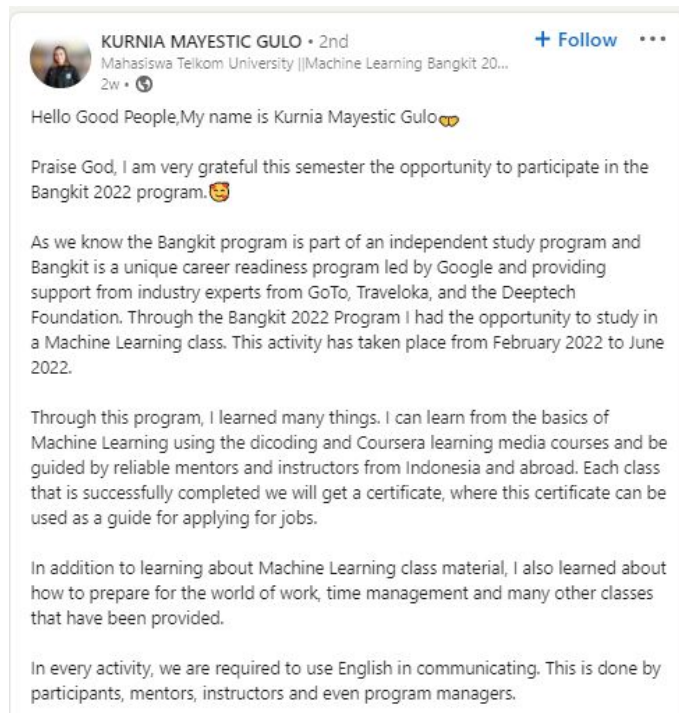 KURNIA MAYESTIC GULO • 2nd
+ Follow
Mahasiswa Telkom University ||Machine Learning Bangkit 20...
2w •
Hello Good People,My name is Kurnia Mayestic Gulo
Praise God, I am very grateful this semester the opportunity to participate in the
Bangkit 2022 program.🥰
As we know the Bangkit program is part of an independent study program and
Bangkit is a unique career readiness program led by Google and providing
support from industry experts from GoTo, Traveloka, and the Deeptech
Foundation. Through the Bangkit 2022 Program I had the opportunity to study in
a Machine Learning class. This activity has taken place from February 2022 to June
2022.
Through this program, I learned many things. I can learn from the basics of
Machine Learning using the dicoding and Coursera learning media courses and be
guided by reliable mentors and instructors from Indonesia and abroad. Each class
that is successfully completed we will get a certificate, where this certificate can be
used as a guide for applying for jobs.
In addition to learning about Machine Learning class material, I also learned about
how to prepare for the world of work, time management and many other classes
that have been provided.
In every activity, we are required to use English in communicating. This is done by
participants, mentors, instructors and even program managers.